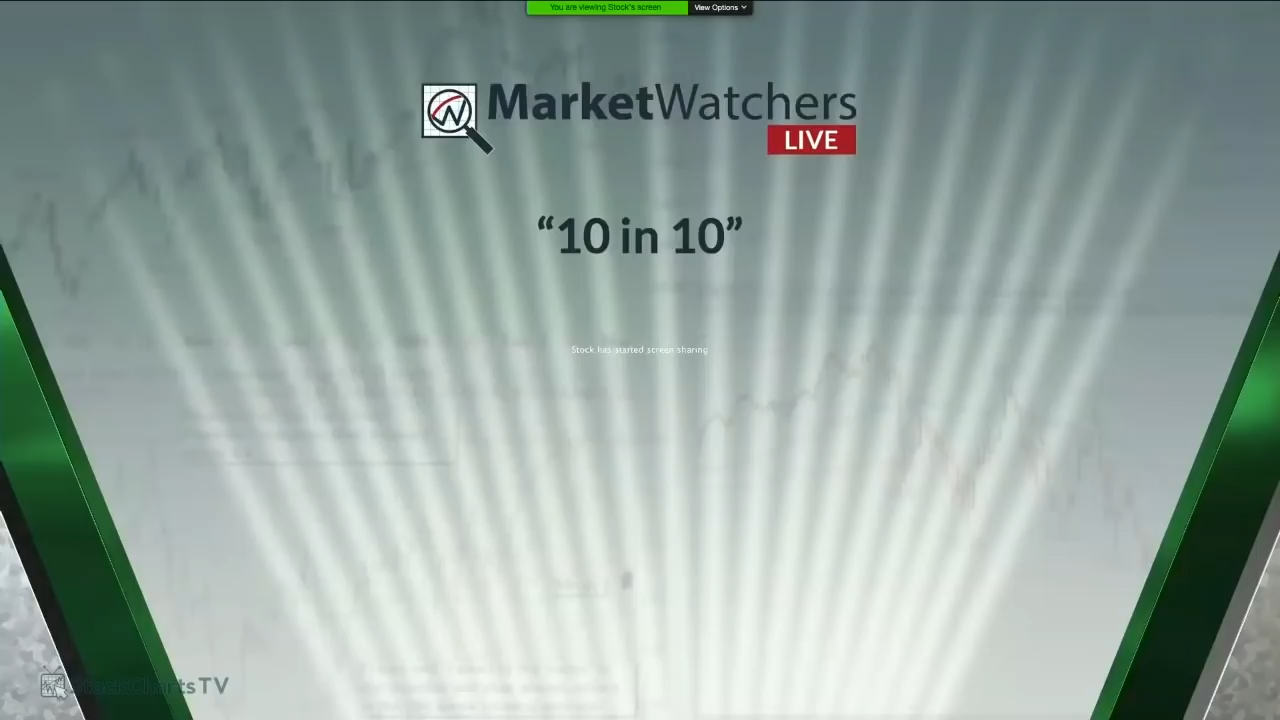 You are viewing Stock's screen View Options
MarketWatchers
LIVE
“10 in 10”
Stock has started screen sharing
StockChartsTV